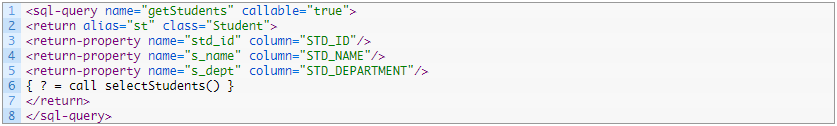 1 <sql-query name="getStudents" callable="true">
2 <return alias="st" class="Student">
3 <return-property name="std_id" column="STD_ID"/>
4 <return-property name="s_name" column="STD_NAME"/>
5 <return-property name="s_dept" column="STD_DEPARTMENT"/>
6 { ? = call selectStudents() }
7 </return>
8 </sql-query>